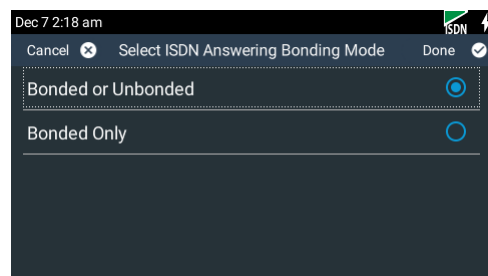 Dec 7 2:18 am
ISDN
Cancel Select ISDN Answering Bonding Mode Done
Bonded or Unbonded
Bonded Only